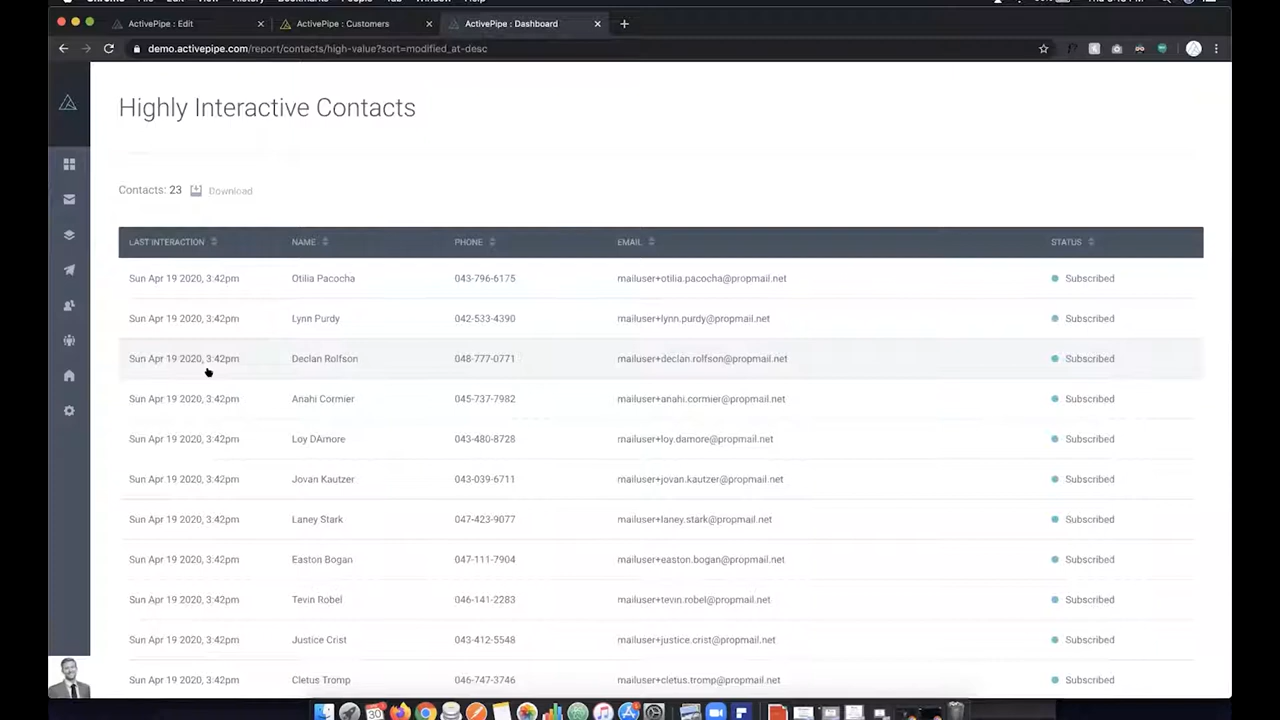 Chrome File Edit View History Bookmarks People Tab Window Help
ActivePipe : Edit
ActivePipe : Customers
ActivePipe : Dashboard
demo.activepipe.com/report/contacts/high-value?sort=modified_at-desc
Highly Interactive Contacts
Contacts: 23 Download
LAST INTERACTION NAME PHONE EMAIL STATUS
Sun Apr 19 2020, 3:42pm Otilia Pacocha 043-796-6175 mailuser+otilia.pacocha@propmail.net Subscribed
Sun Apr 19 2020, 3:42pm Lynn Purdy 042-533-4390 mailuser+lynn.purdy@propmail.net Subscribed
Sun Apr 19 2020, 3:42pm Declan Rolfson 048-777-0771 mailuser+declan.rolfson@propmail.net Subscribed
Sun Apr 19 2020, 3:42pm Anahi Cormier 045-737-7982 mailuser+anahi.cormier@propmail.net Subscribed
Sun Apr 19 2020, 3:42pm Loy DAmore 043-480-8728 mailuser+loy.damore@propmail.net Subscribed
Sun Apr 19 2020, 3:42pm Jovan Kautzer 043-039-6711 mailuser+jovan.kautzer@propmail.net Subscribed
Sun Apr 19 2020, 3:42pm Laney Stark 047-423-9077 mailuser+laney.stark@propmail.net Subscribed
Sun Apr 19 2020, 3:42pm Easton Bogan 047-111-7904 mailuser+easton.bogan@propmail.net Subscribed
Sun Apr 19 2020, 3:42pm Tevin Robel 046-141-2283 mailuser+tevin.robel@propmail.net Subscribed
Sun Apr 19 2020, 3:42pm Justice Crist 043-412-5548 mailuser+justice.crist@propmail.net Subscribed
Sun Apr 19 2020, 3:42pm Cletus Tromp 046-747-3746 mailuser+cletus.tromp@propmail.net Subscribed
30